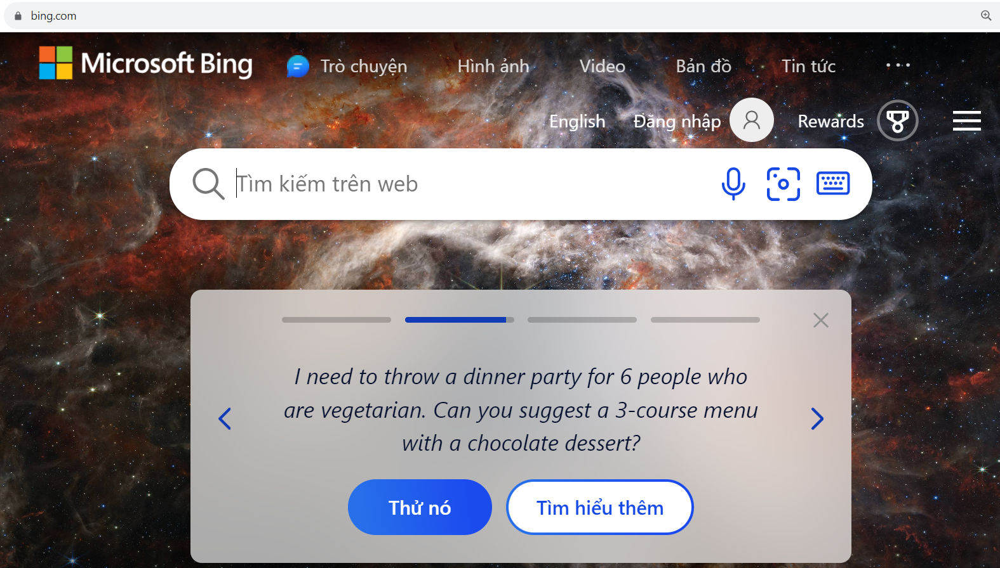 bing.com
Microsoft Bing Trò chuyện Hình ảnh Video Bản đồ Tin tức
English Đăng nhập Rewards
Tìm kiếm trên web
I need to throw a dinner party for 6 people who
are vegetarian. Can you suggest a 3-course menu
with a chocolate dessert?
Thử nó Tìm hiểu thêm